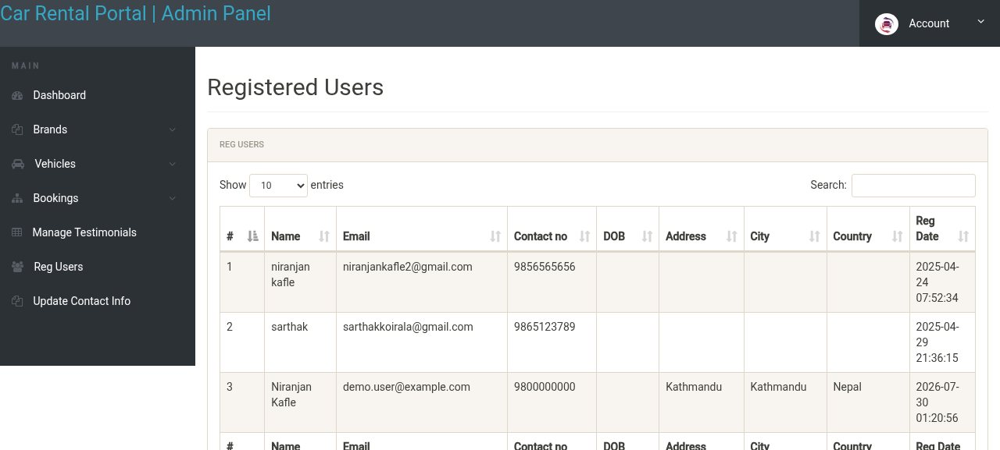 Car Rental Portal | Admin Panel
Account
MAIN
Dashboard
Brands
Vehicles
Bookings
Manage Testimonials
Reg Users
Update Contact Info
Registered Users
REG USERS
Show 10 entries
Search:
# Name Email Contact no DOB Address City Country Reg Date
1 niranjan kafle niranjankafle2@gmail.com 9856565656 2025-04-24 07:52:34
2 sarthak sarthakkoirala@gmail.com 9865123789 2025-04-29 21:36:15
3 Niranjan Kafle demo.user@example.com 9800000000 Kathmandu Kathmandu Nepal 2026-07-30 01:20:56
# Name Email Contact no DOB Address City Country Reg Date